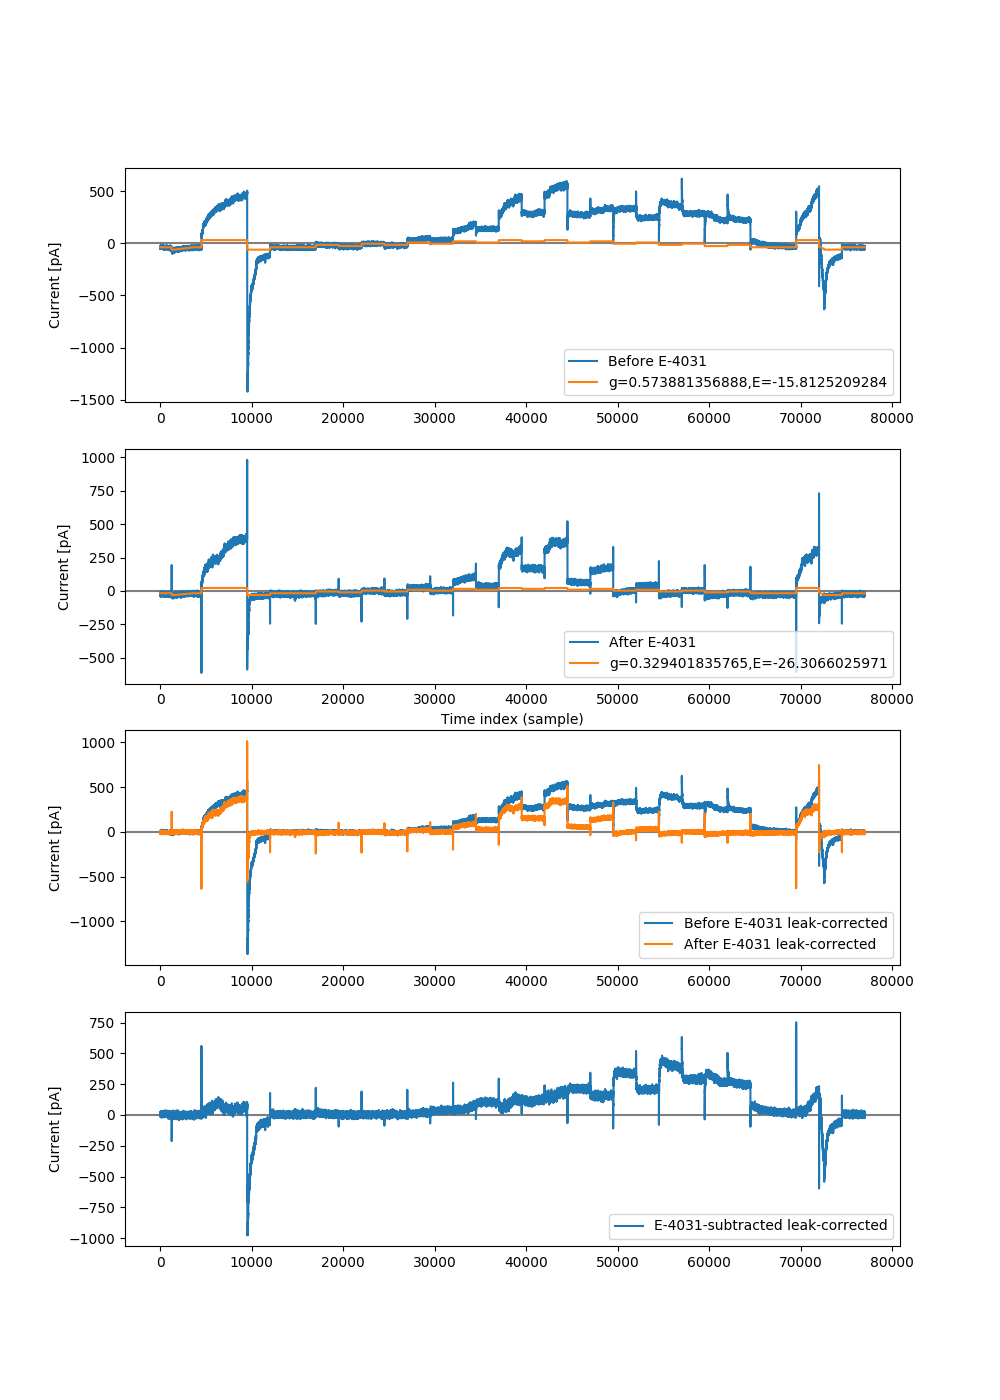 500
0
−500
−1000
−1500
Current [pA]
Before E-4031
g=0.573881356888,E=-15.8125209284
0 10000 20000 30000 40000 50000 60000 70000 80000
1000
750
500
250
0
−250
−500
Current [pA]
After E-4031
g=0.329401835765,E=-26.3066025971
0 10000 20000 30000 40000 50000 60000 70000 80000
Time index (sample)
1000
500
0
−500
−1000
Current [pA]
Before E-4031 leak-corrected
After E-4031 leak-corrected
0 10000 20000 30000 40000 50000 60000 70000 80000
750
500
250
0
−250
−500
−750
−1000
Current [pA]
E-4031-subtracted leak-corrected
0 10000 20000 30000 40000 50000 60000 70000 80000